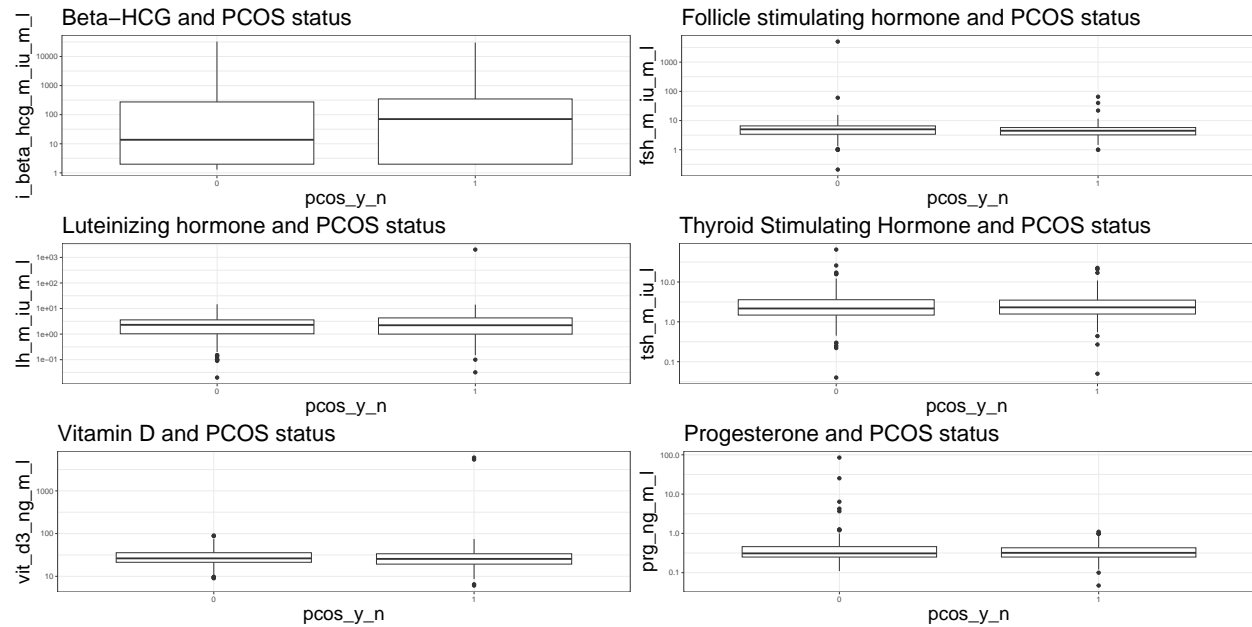 Beta−HCG and PCOS status
i_beta_hcg_m_iu_m_l
10000
1000
100
10
1
0
1
pcos_y_n
Follicle stimulating hormone and PCOS status
fsh_m_iu_m_l
1000
10
1
0
1
pcos_y_n
Luteinizing hormone and PCOS status
lh_m_iu_m_l
1e+03
1e+02
1e+01
1e+00
1e−01
0
1
pcos_y_n
Thyroid Stimulating Hormone and PCOS status
tsh_m_iu_m_l
10.0
1.0
0.1
0
1
pcos_y_n
Vitamin D and PCOS status
vit_d3_ng_m_l
1000
100
10
0
1
pcos_y_n
Progesterone and PCOS status
prg_ng_m_l
100.0
10.0
1.0
0.1
0
1
pcos_y_n